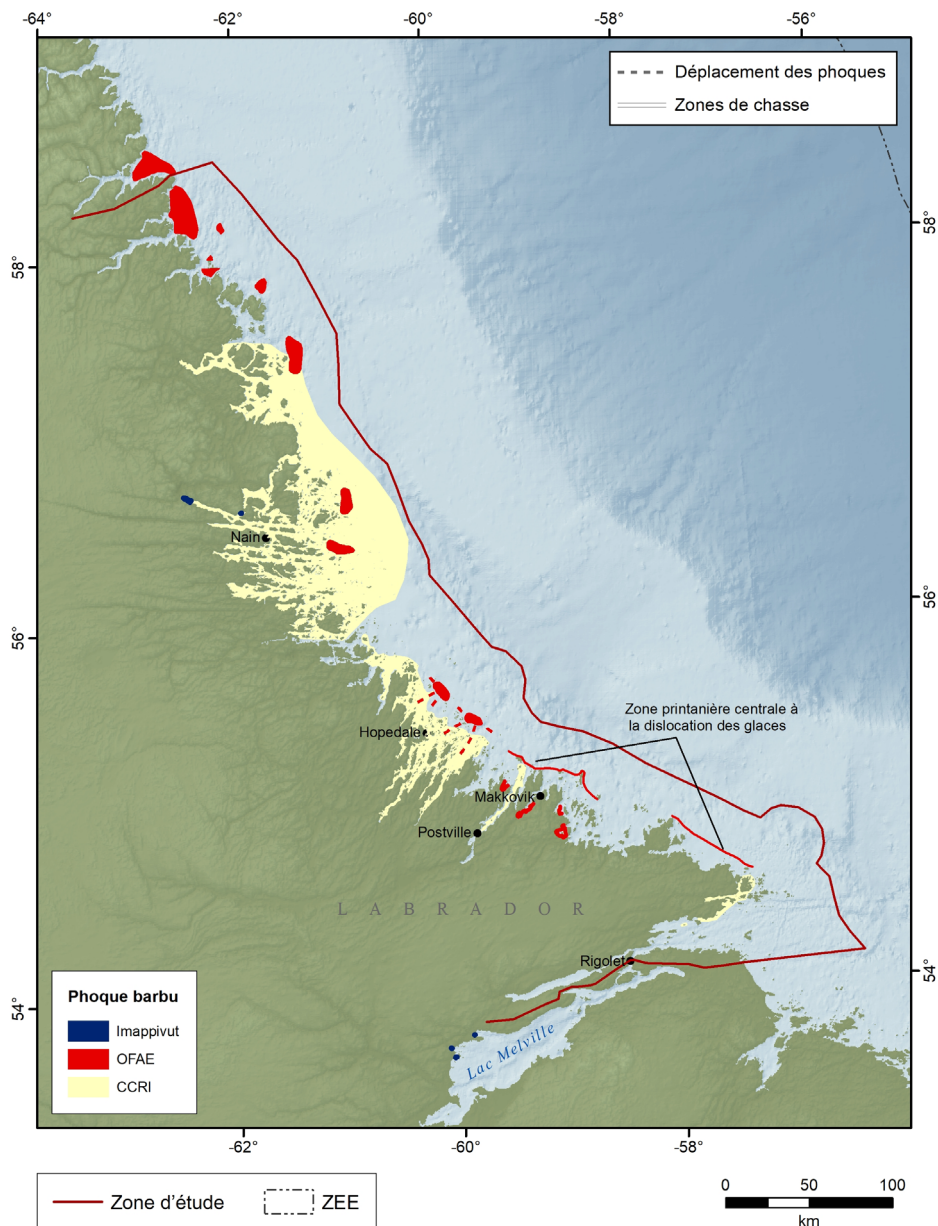 -64°
-62°
-60°
-58°
-56°
Déplacement des phoques
Zones de chasse
58°
58°
Nain
56°
56°
Zone printanière centrale à
la dislocation des glaces
Hopedale
Makkovik
Postville
LABRADOR
Rigolet
54°
54°
Lac Melville
Phoque barbu
Imappivut
OFAE
CCRI
-62°
-60°
-58°
Zone d'étude
ZEE
0 50 100
km